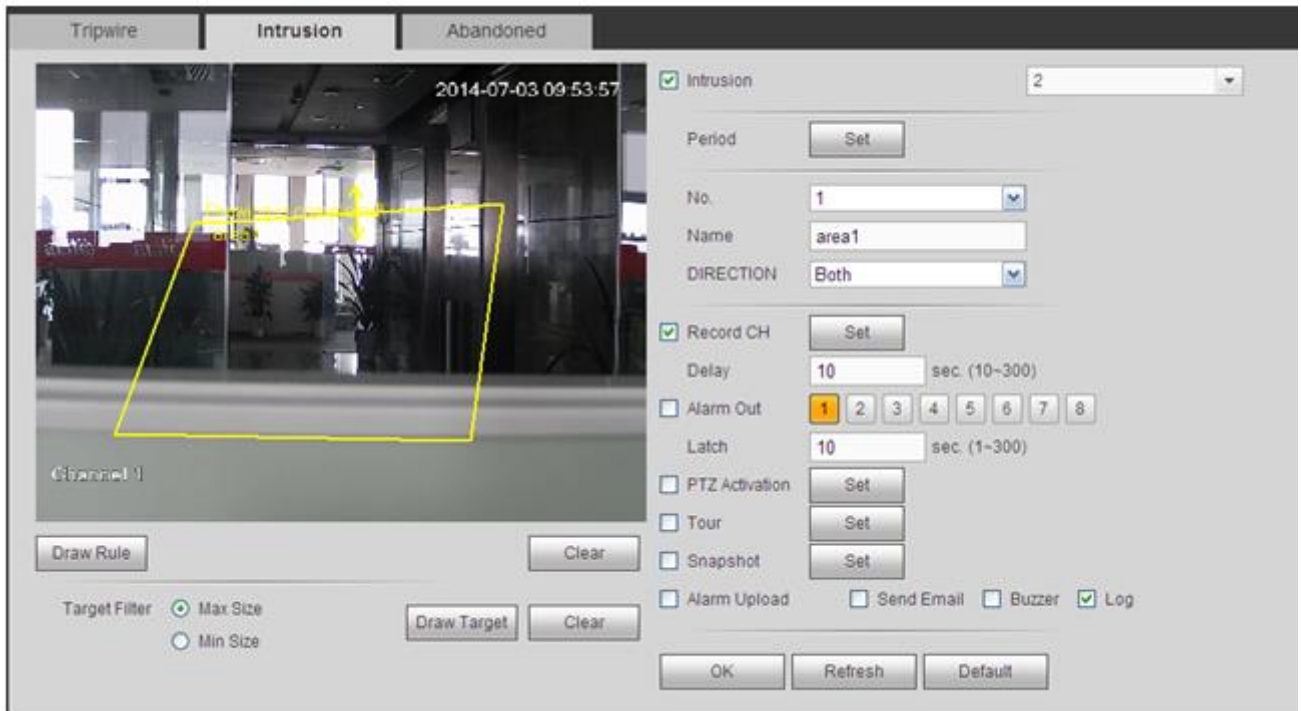 Tripwire Intrusion Abandoned
2014-07-03 09:53:57
Channel 1
Draw Rule Clear
Target Filter Max Size
Min Size
Draw Target Clear
Intrusion 2
Period Set
No. 1
Name area1
DIRECTION Both
Record CH Set
Delay 10 sec. (10~300)
Alarm Out 1 2 3 4 5 6 7 8
Latch 10 sec. (1~300)
PTZ Activation Set
Tour Set
Snapshot Set
Alarm Upload Send Email Buzzer Log
OK Refresh Default